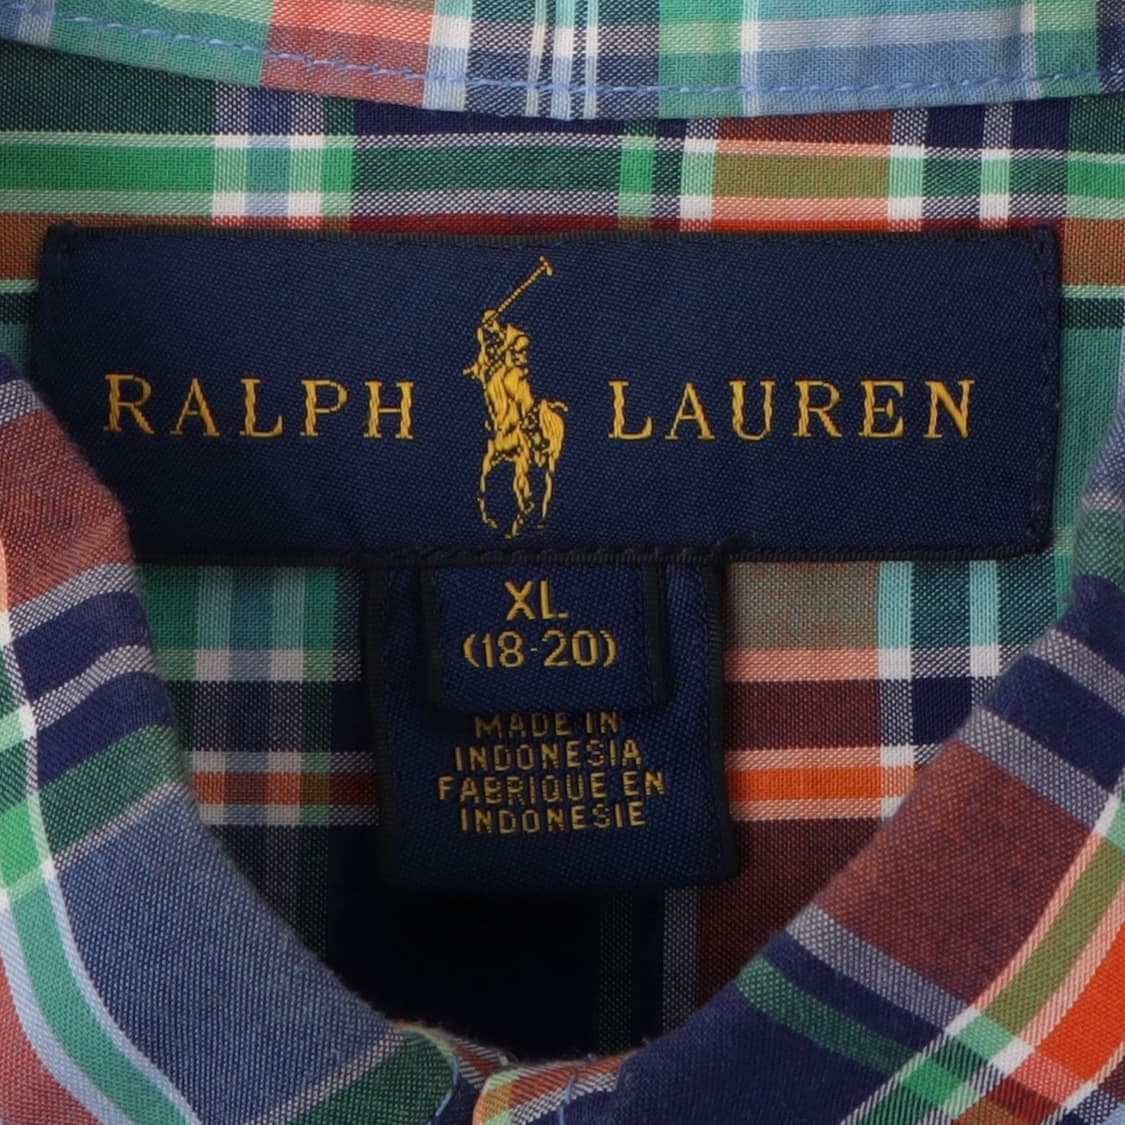 RALPH LAUREN
XL
(18-20)
MADE IN
INDONESIA
FABRIQUE EN
INDONESIE